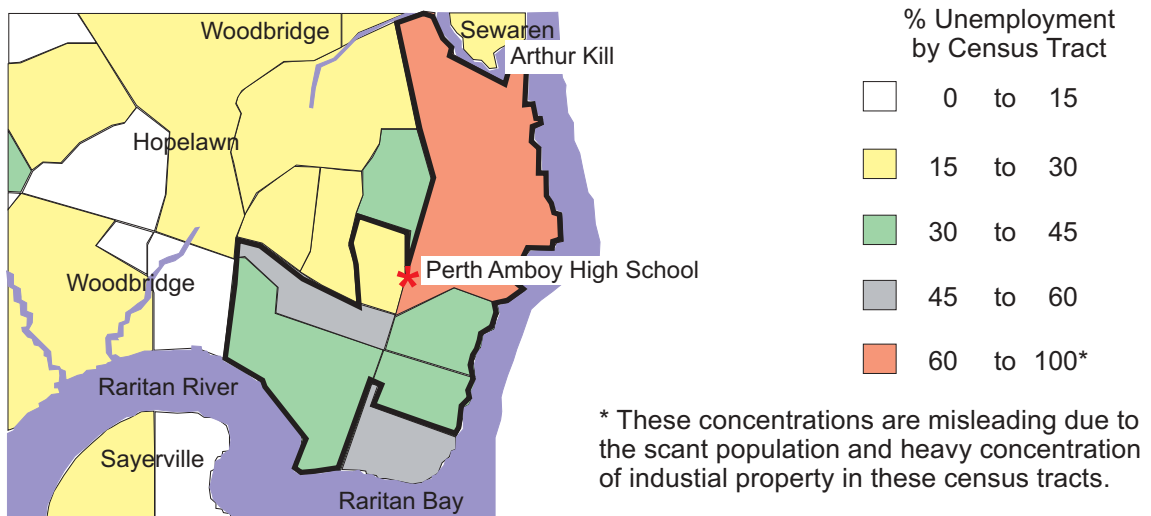 Woodbridge
Sewaren
Arthur Kill
Hopelawn
Perth Amboy High School
Woodbridge
Raritan River
Sayerville
Raritan Bay
% Unemployment
by Census Tract
0 to 15
15 to 30
30 to 45
45 to 60
60 to 100*
* These concentrations are misleading due to
the scant population and heavy concentration
of industial property in these census tracts.